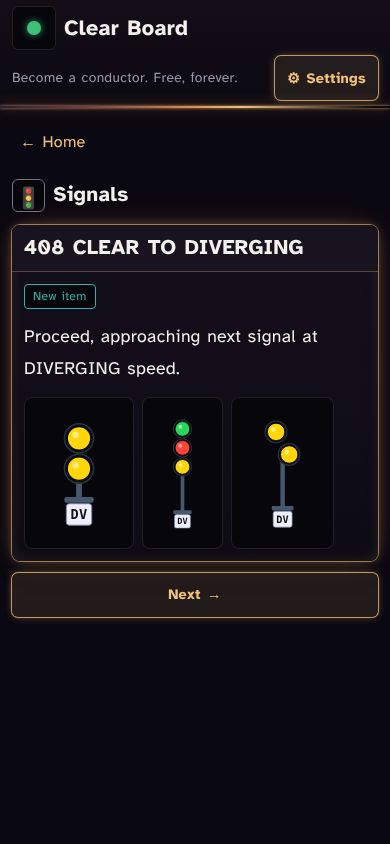 Clear Board
Become a conductor. Free, forever.
⚙ Settings
← Home
Signals
408 CLEAR TO DIVERGING
New item
Proceed, approaching next signal at
DIVERGING speed.
DV
DV
DV
Next →